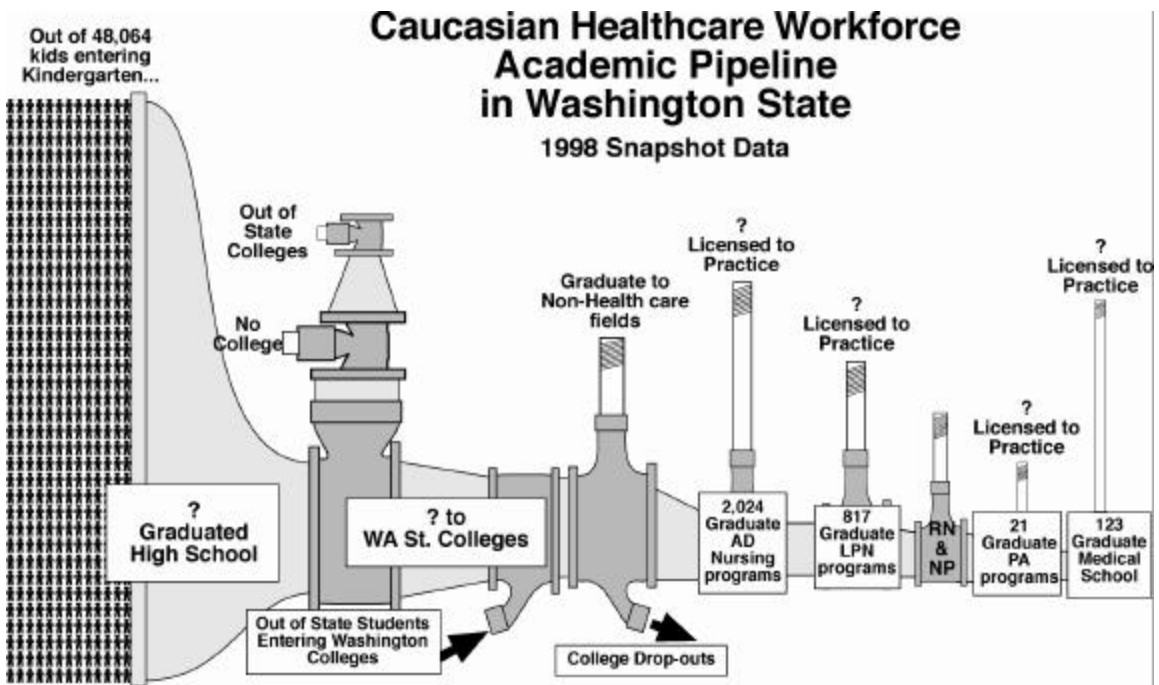 Caucasian Healthcare Workforce
Academic Pipeline
in Washington State
1998 Snapshot Data
Out of 48,064
kids entering
Kindergarten...
Out of
State
Colleges
No
College
Graduate to
Non-Health care
fields
?
Licensed to
Practice
?
Licensed to
Practice
?
Licensed to
Practice
?
Licensed to
Practice
?
Graduated
High School
? to
WA St. Colleges
2,024
Graduate
AD
Nursing
programs
817
Graduate
LPN
programs
RN
&
NP
21
Graduate
PA
programs
123
Graduate
Medical
School
Out of State Students
Entering Washington
Colleges
College Drop-outs